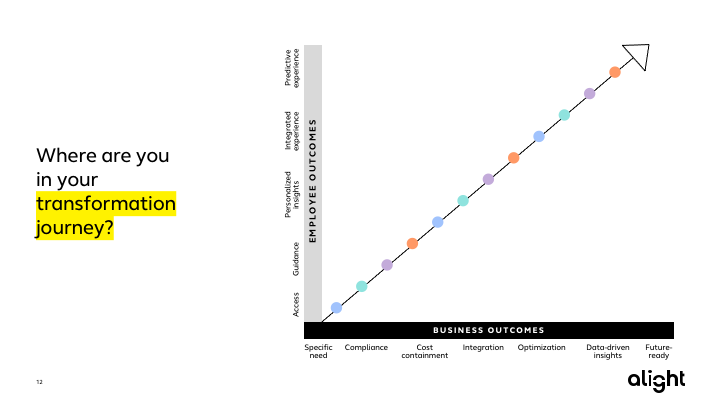 Where are you
in your
transformation
journey?
Predictive
experience
Integrated
experience
Personalized
insights
Guidance
Access
EMPLOYEE OUTCOMES
BUSINESS OUTCOMES
Specific
need
Compliance
Cost
containment
Integration
Optimization
Data-driven
insights
Future-
ready
12
alight